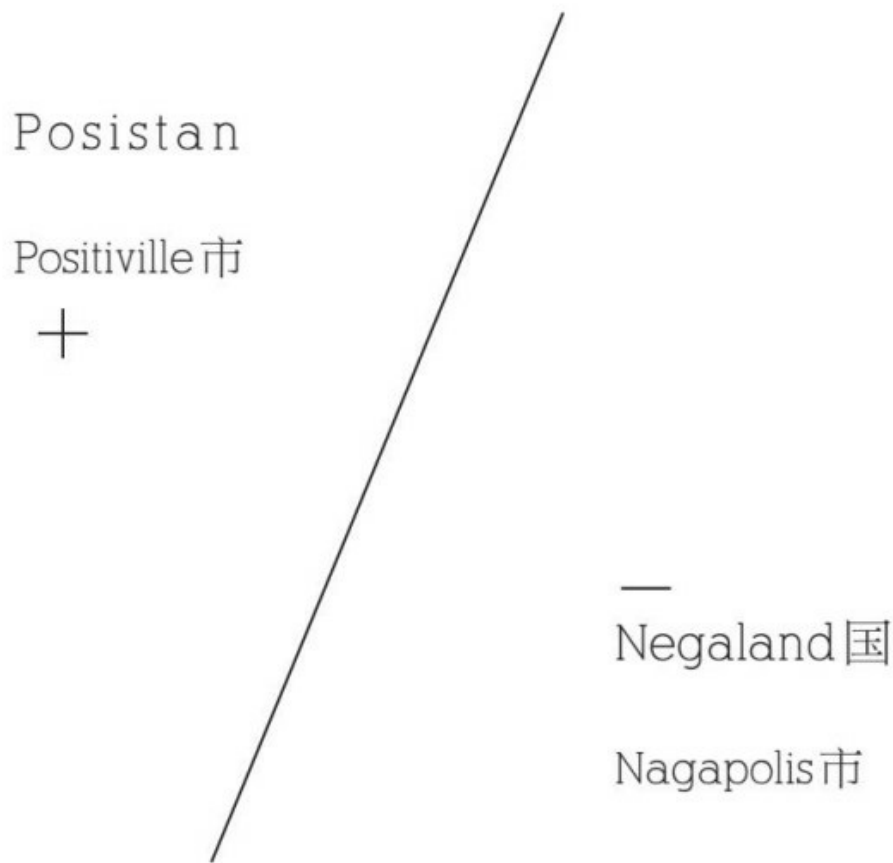 Posistan
Positiville市
+
—
Negaland国
Nagapolis市